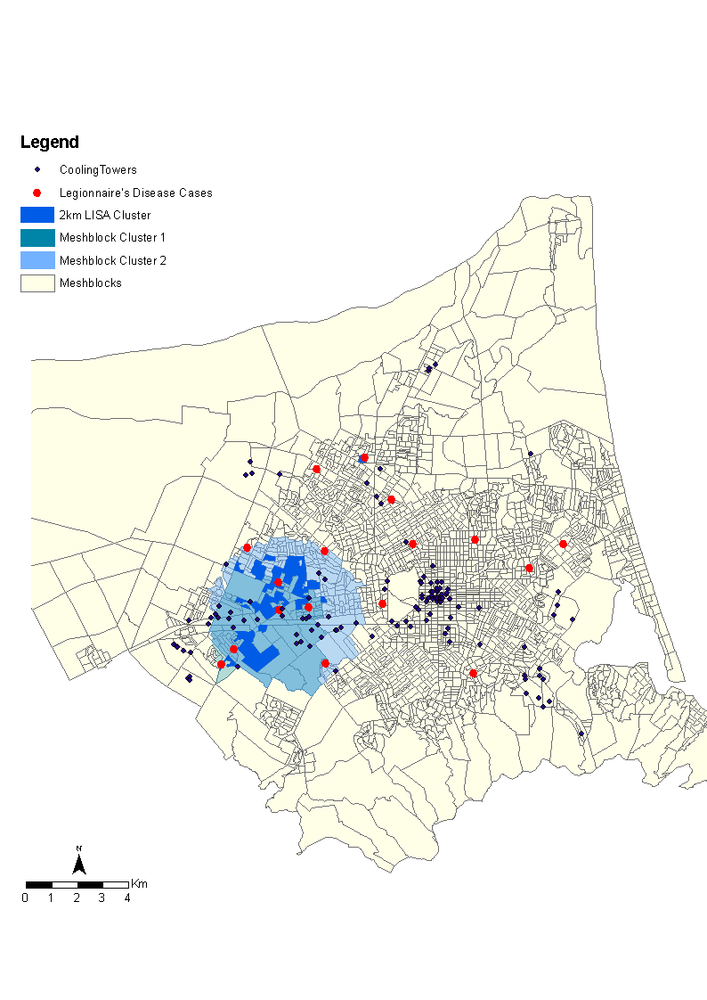 Legend
CoolingTowers
Legionnaire's Disease Cases
2km LISA Cluster
Meshblock Cluster 1
Meshblock Cluster 2
Meshblocks
N
Km
0 1 2 3 4